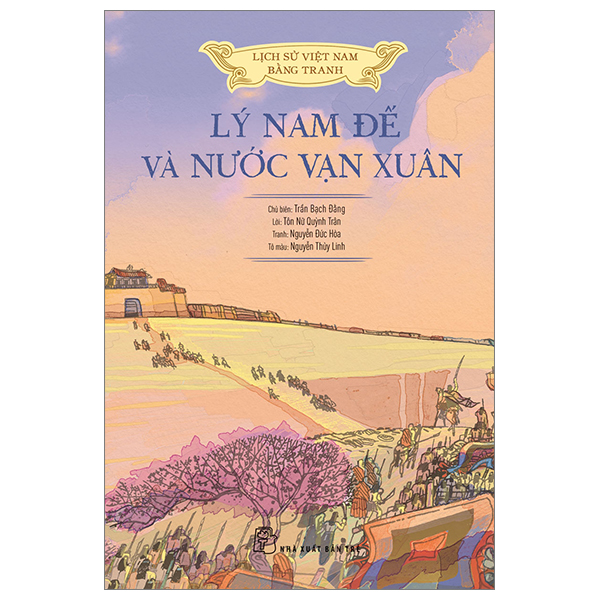 LỊCH SỬ VIỆT NAM
BẰNG TRANH
LÝ NAM ĐẾ
VÀ NƯỚC VẠN XUÂN
Chủ biên: Trần Bạch Đằng
Lời: Tôn Nữ Quỳnh Trân
Tranh: Nguyễn Đức Hòa
Tô màu: Nguyễn Thùy Linh
NHÀ XUẤT BẢN TRẺ